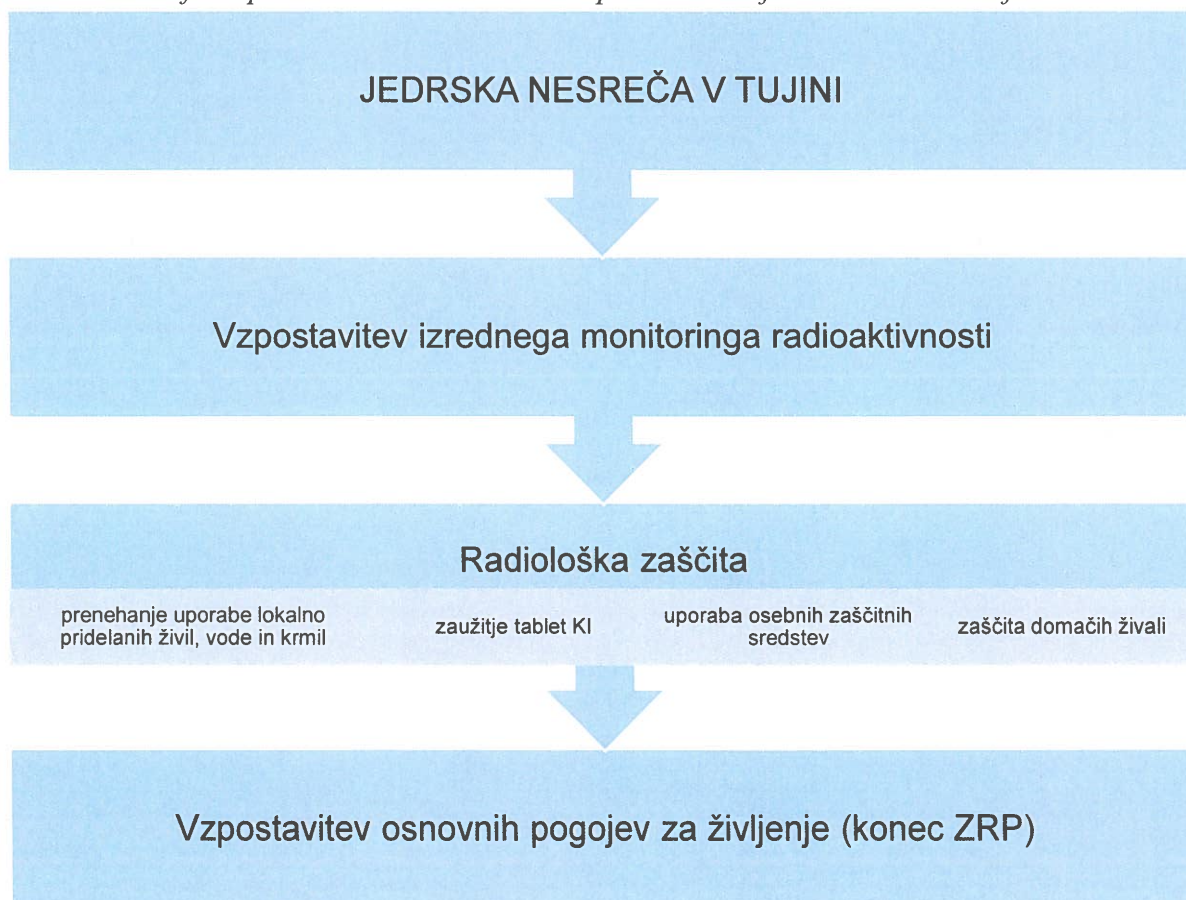 JEDRSKA NESREČA V TUJINI
Vzpostavitev izrednega monitoringa radioaktivnosti
Radiološka zaščita
prenehanje uporabe lokalno
pridelanih živil, vode in krmil
zaužitje tablet KI
uporaba osebnih zaščitnih
sredstev
zaščita domačih živali
Vzpostavitev osnovnih pogojev za življenje (konec ZRP)